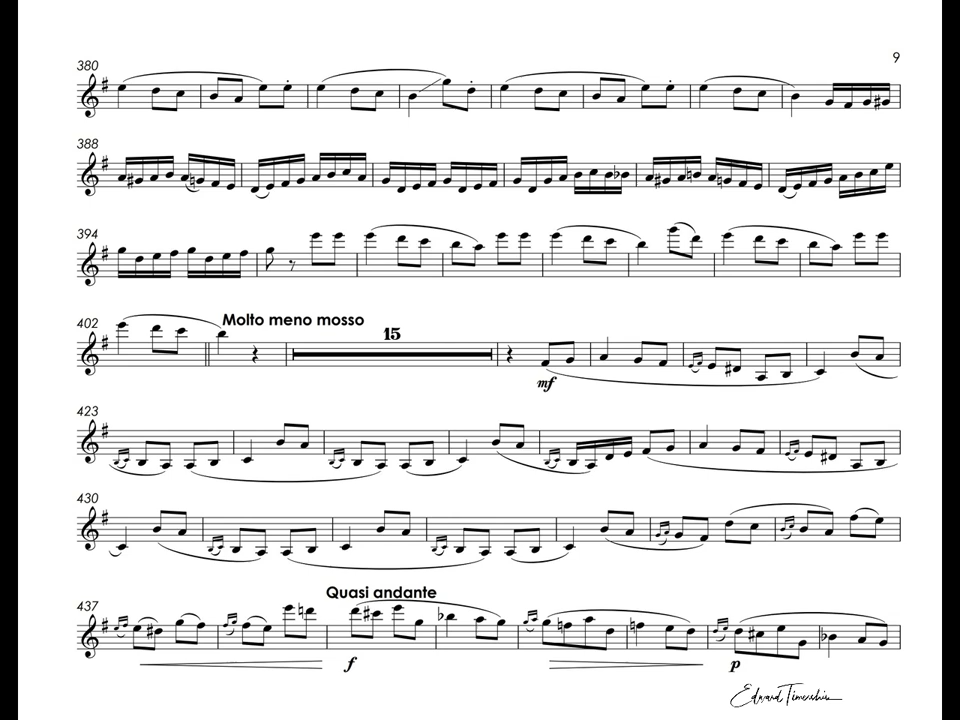 380
9
388
394
402
Molto meno mosso
15
mf
423
430
437
Quasi andante
f
p